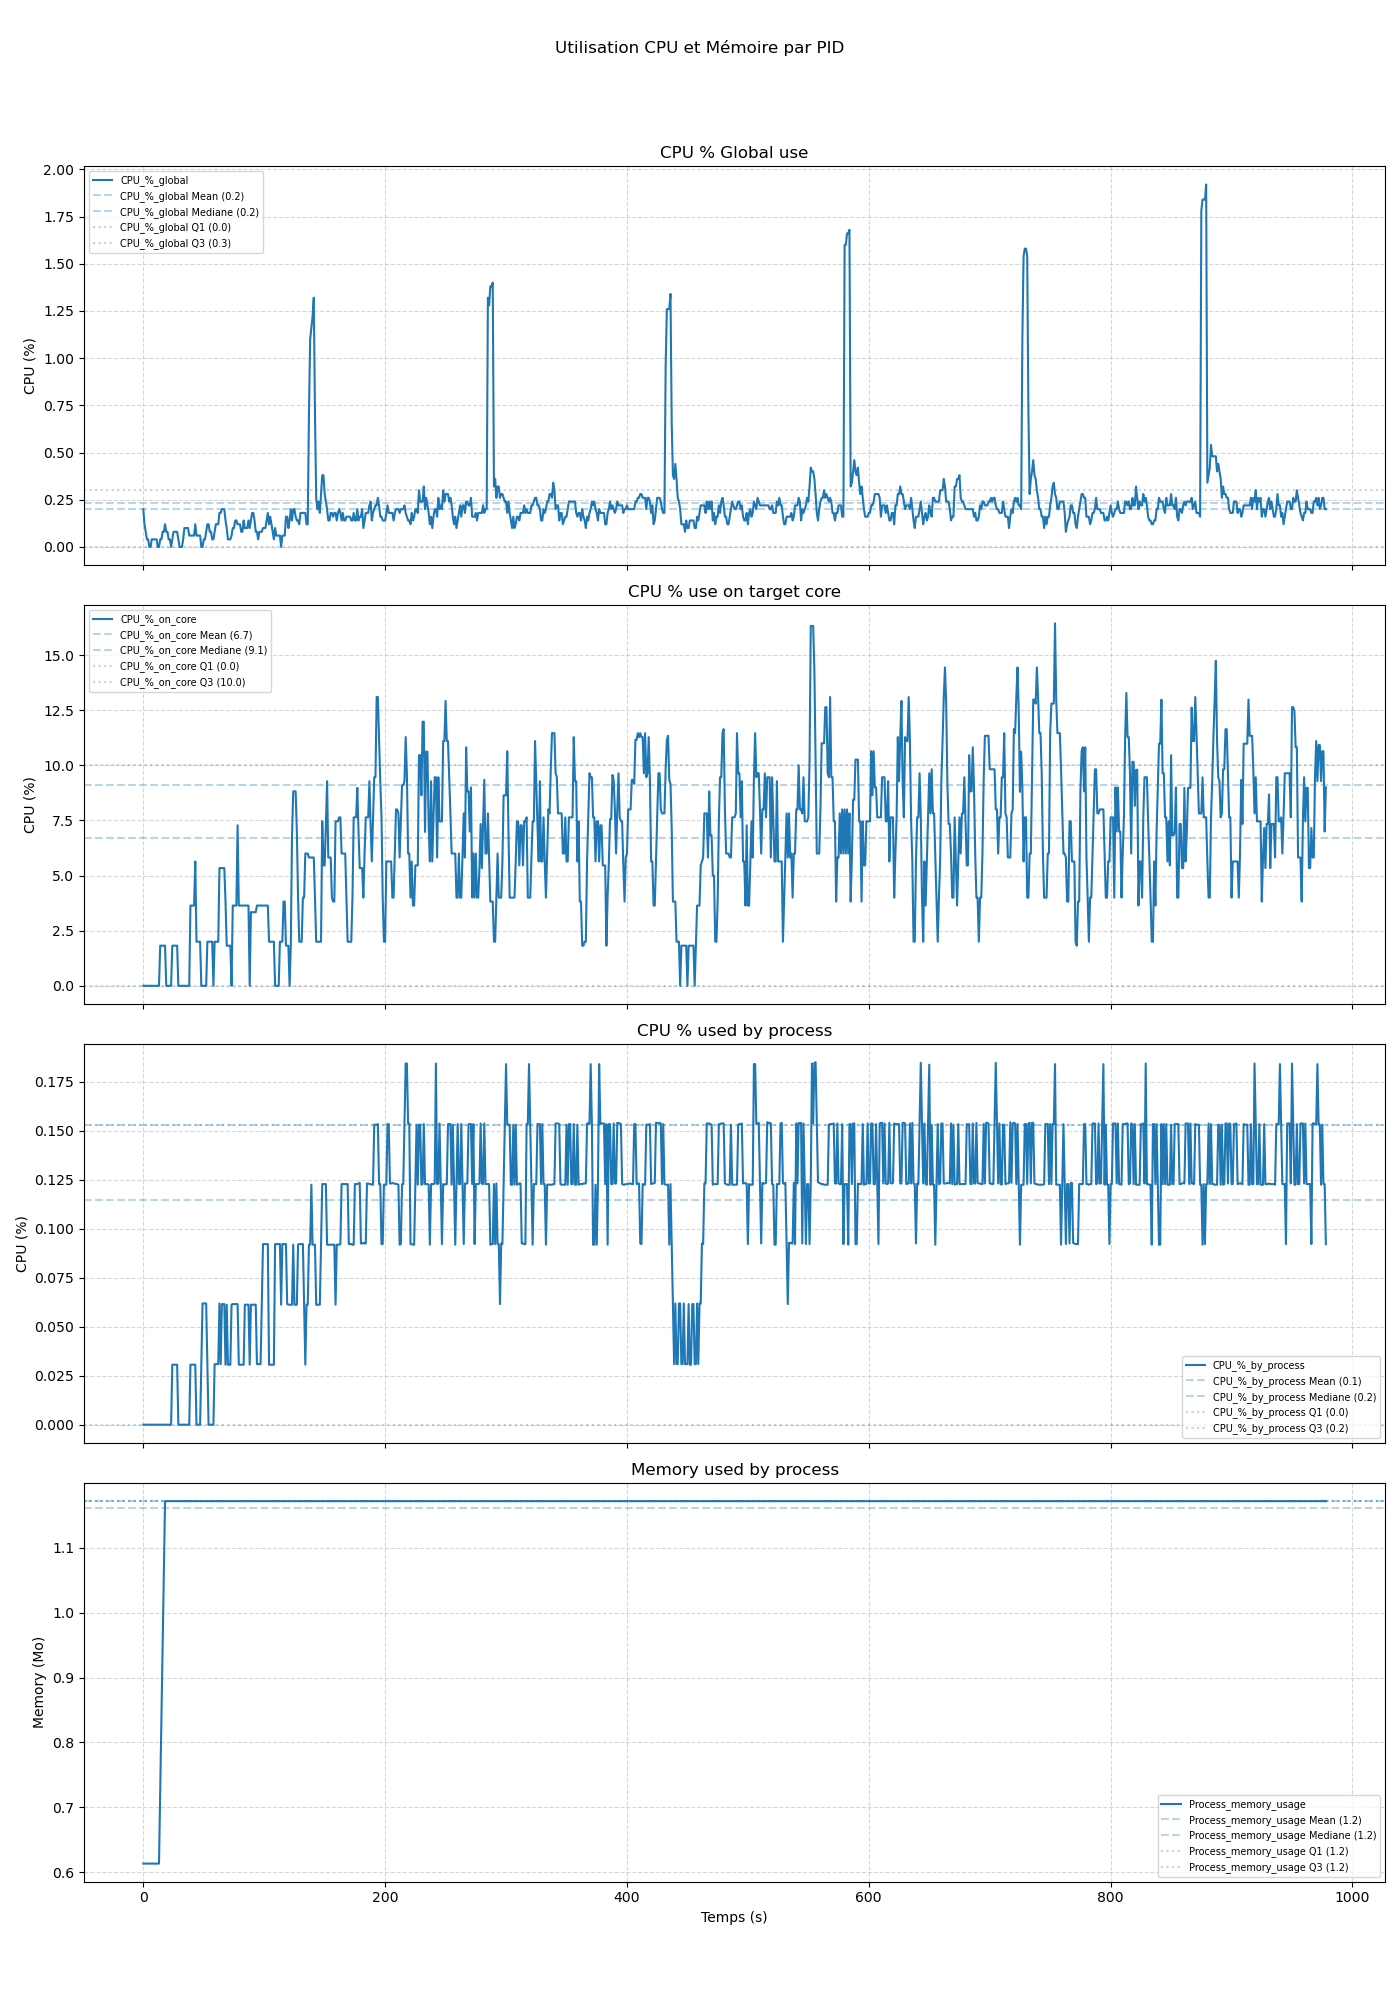 Utilisation CPU et Mémoire par PID
CPU % Global use
2.00
1.75
1.50
1.25
1.00
0.75
0.50
0.25
0.00
CPU (%)
CPU_%_global
CPU_%_global Mean (0.2)
CPU_%_global Mediane (0.2)
CPU_%_global Q1 (0.0)
CPU_%_global Q3 (0.3)
CPU % use on target core
15.0
12.5
10.0
7.5
5.0
2.5
0.0
CPU (%)
CPU_%_on_core
CPU_%_on_core Mean (6.7)
CPU_%_on_core Mediane (9.1)
CPU_%_on_core Q1 (0.0)
CPU_%_on_core Q3 (10.0)
CPU % used by process
0.175
0.150
0.125
0.100
0.075
0.050
0.025
0.000
CPU (%)
CPU_%_by_process
CPU_%_by_process Mean (0.1)
CPU_%_by_process Mediane (0.2)
CPU_%_by_process Q1 (0.0)
CPU_%_by_process Q3 (0.2)
Memory used by process
1.1
1.0
0.9
0.8
0.7
0.6
Memory (Mo)
Process_memory_usage
Process_memory_usage Mean (1.2)
Process_memory_usage Mediane (1.2)
Process_memory_usage Q1 (1.2)
Process_memory_usage Q3 (1.2)
0 200 400 600 800 1000
Temps (s)